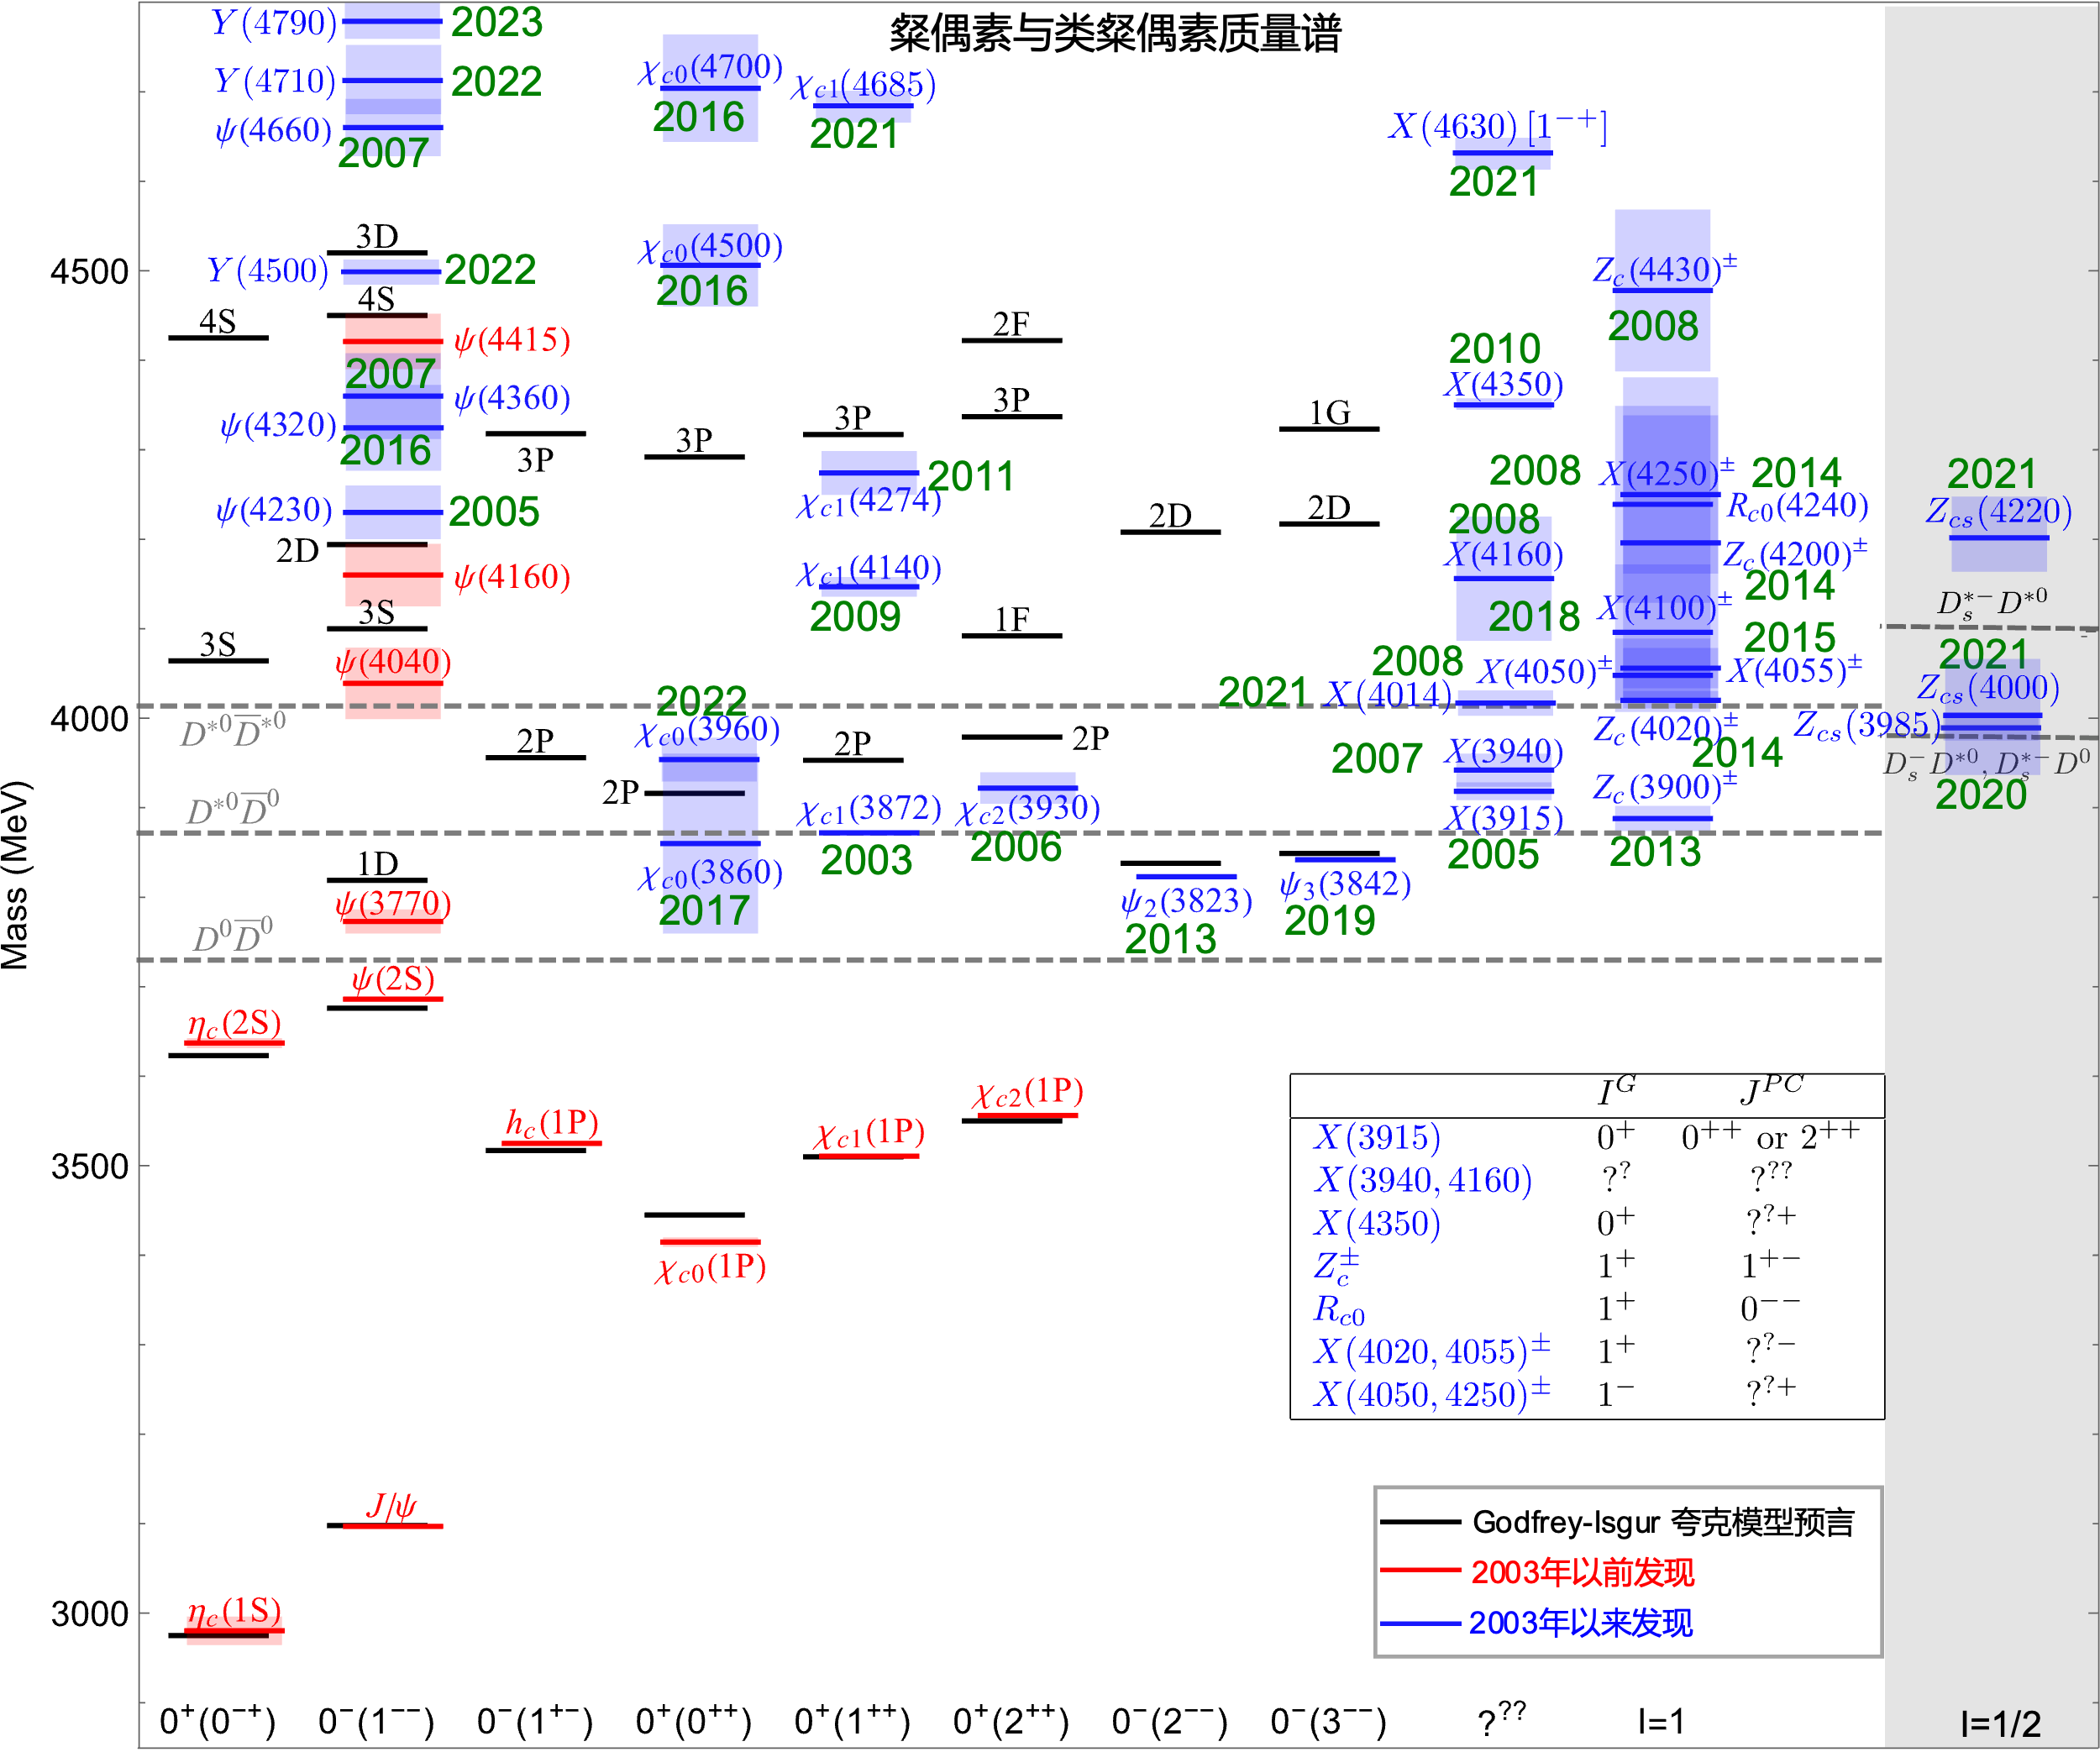 粲偶素与类粲偶素质量谱
Y(4790) 2023
Y(4710) 2022
ψ(4660)
2007
χc0(4700)
2016
χc1(4685)
2021
X(4630) [1⁻⁺]
2021
3D
Y(4500) 2022
4S
ψ(4415)
2007
ψ(4360)
ψ(4320)
2016
ψ(4230) 2005
2D
ψ(4160)
3S
ψ(4040)
4S
3S
3P
χc0(4500)
2016
3P
3P
2011
χc1(4274)
χc1(4140)
2009
2F
3P
1F
2D
1G
2D
2010
X(4350)
2008
2008
X(4160)
2018
2008
2021 X(4014)
2007
X(3940)
X(3915)
2005
Zc(4430)±
2008
X(4250)± 2014
Rc0(4240)
Zc(4200)±
2014
X(4100)±
2015
X(4050)± X(4055)±
Zc(4020)±
2014
Zc(3900)±
2013
2021
Zcs(4220)
Ds*⁻D*⁰
2021
Zcs(4000)
Zcs(3985)
Ds⁻D*⁰, Ds*⁻D⁰
2020
4500
4000
3500
3000
Mass (MeV)
D*⁰D̅*⁰
D*⁰D̅⁰
D⁰D̅⁰
2P
2022
χc0(3960)
2P
χc0(3860)
2017
2P
χc1(3872)
2003
2P
χc2(3930)
2006
ψ2(3823)
2013
ψ3(3842)
2019
1D
ψ(3770)
ψ(2S)
ηc(2S)
hc(1P)
χc1(1P)
χc2(1P)
χc0(1P)
J/ψ
ηc(1S)
I^G J^PC
X(3915) 0⁺ 0⁺⁺ or 2⁺⁺
X(3940, 4160) ?^? ?^??
X(4350) 0⁺ ?^?+
Zc± 1⁺ 1⁺⁻
Rc0 1⁺ 0⁻⁻
X(4020, 4055)± 1⁺ ?^?-
X(4050, 4250)± 1⁻ ?^?+
Godfrey-Isgur 夸克模型预言
2003年以前发现
2003年以来发现
0⁺(0⁻⁺) 0⁻(1⁻⁻) 0⁻(1⁺⁻) 0⁺(0⁺⁺) 0⁺(1⁺⁺) 0⁺(2⁺⁺) 0⁻(2⁻⁻) 0⁻(3⁻⁻) ?^?? I=1 I=1/2